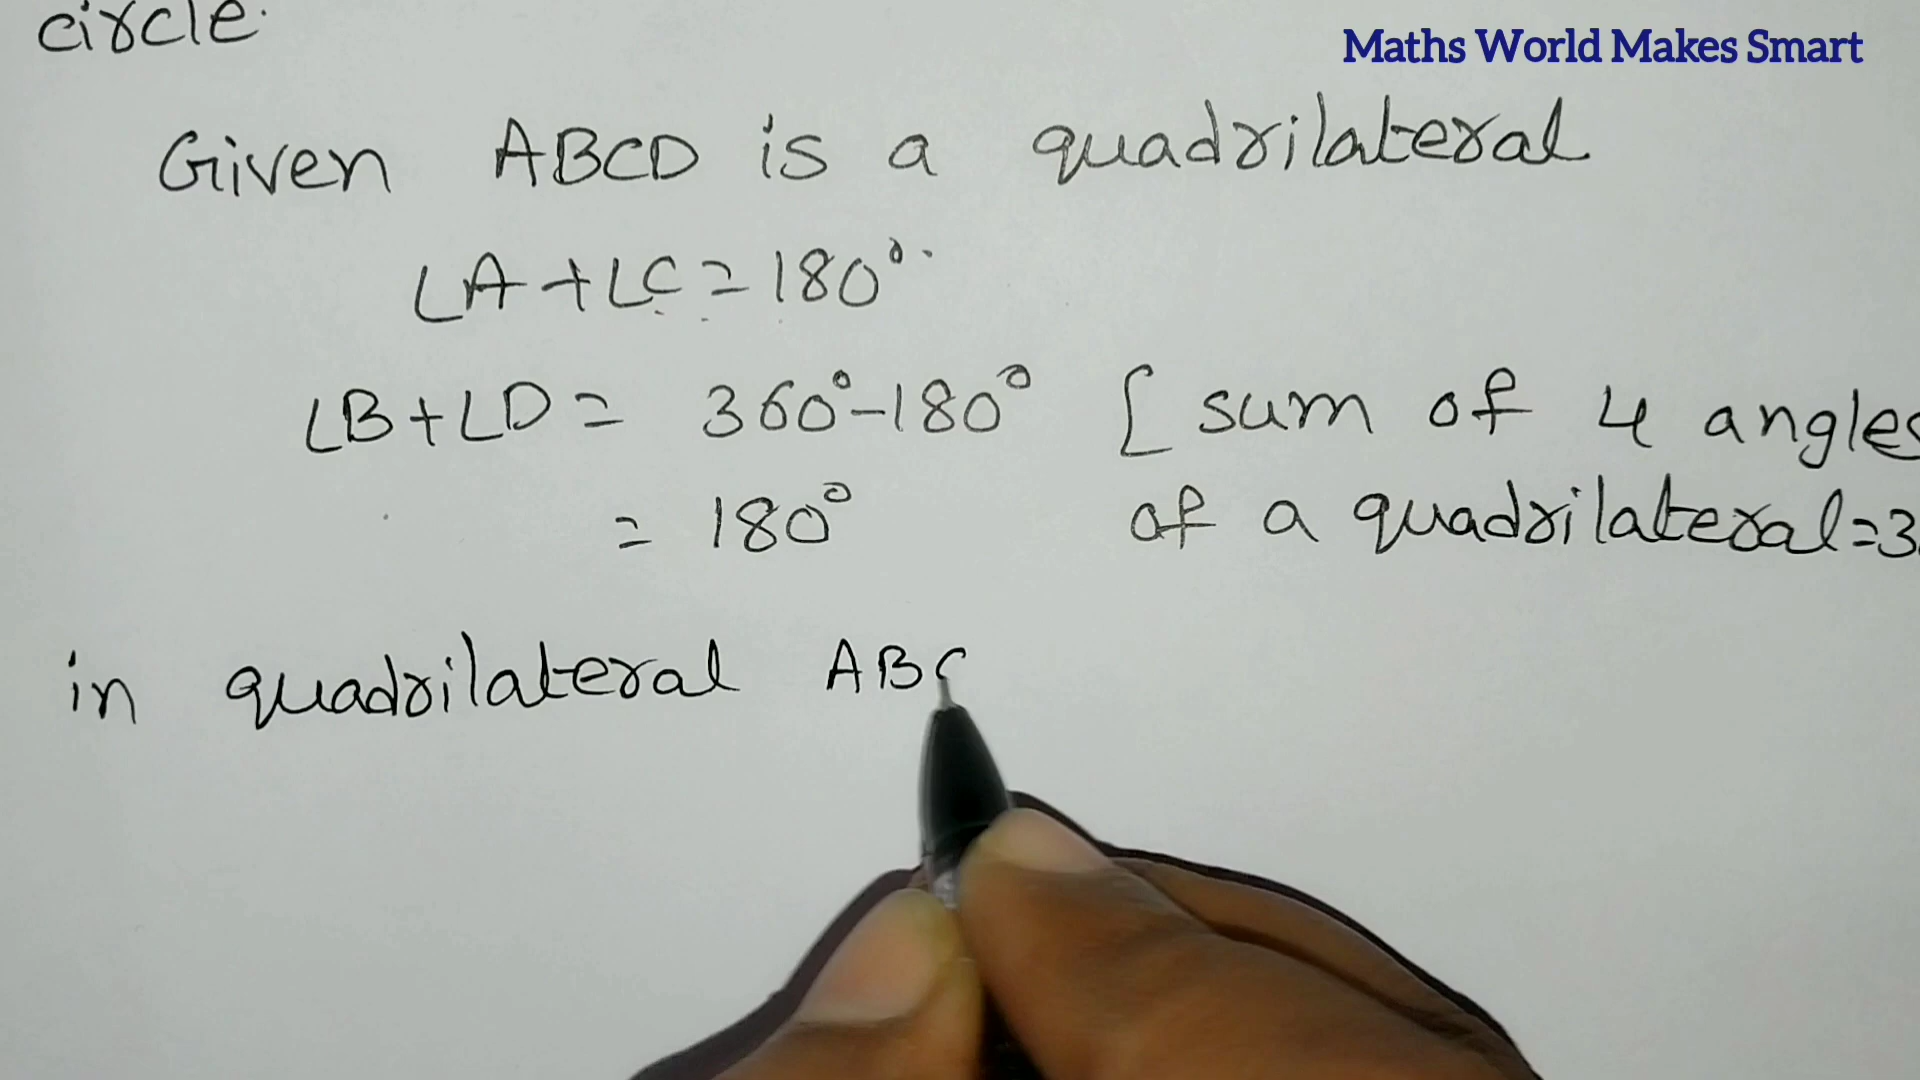 circle.
Maths World Makes Smart
Given ABCD is a quadrilateral
∠A+∠C=180°.
∠B+∠D= 360°-180° [sum of 4 angles
= 180° of a quadrilateral=3
in quadrilateral ABC